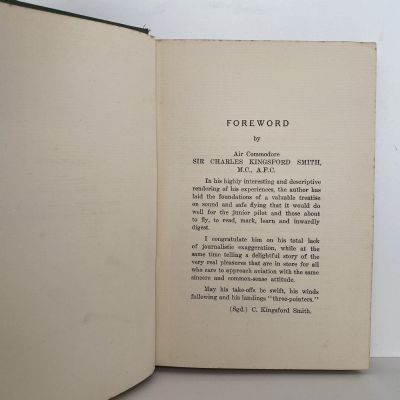 FOREWORD
by
Air Commodore
SIR CHARLES KINGSFORD SMITH,
M.C., A.F.C.
In his highly interesting and descriptive
rendering of his experiences, the author has
laid the foundations of a valuable treatise
on sound and safe flying that it would do
well for the junior pilot and those about
to fly, to read, mark, learn and inwardly
digest.
I congratulate him on his total lack
of journalistic exaggeration, while at the
same time telling a delightful story of the
very real pleasures that are in store for all
who care to approach aviation with the same
sincere and common-sense attitude.
May his take-offs be swift, his winds
following and his landings "three-pointers."
(Sgd.) C. Kingsford Smith.